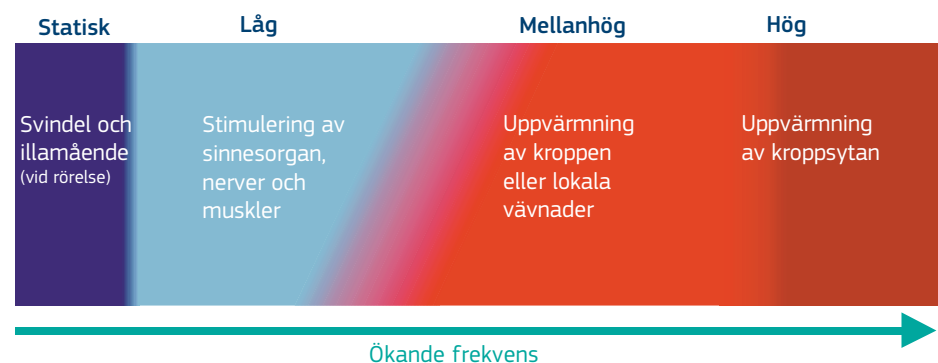 Statisk
Låg
Mellanhög
Hög
Svindel och
illamående
(vid rörelse)
Stimulering av
sinnesorgan,
nerver och
muskler
Uppvärmning
av kroppen
eller lokala
vävnader
Uppvärmning
av kroppsytan
Ökande frekvens